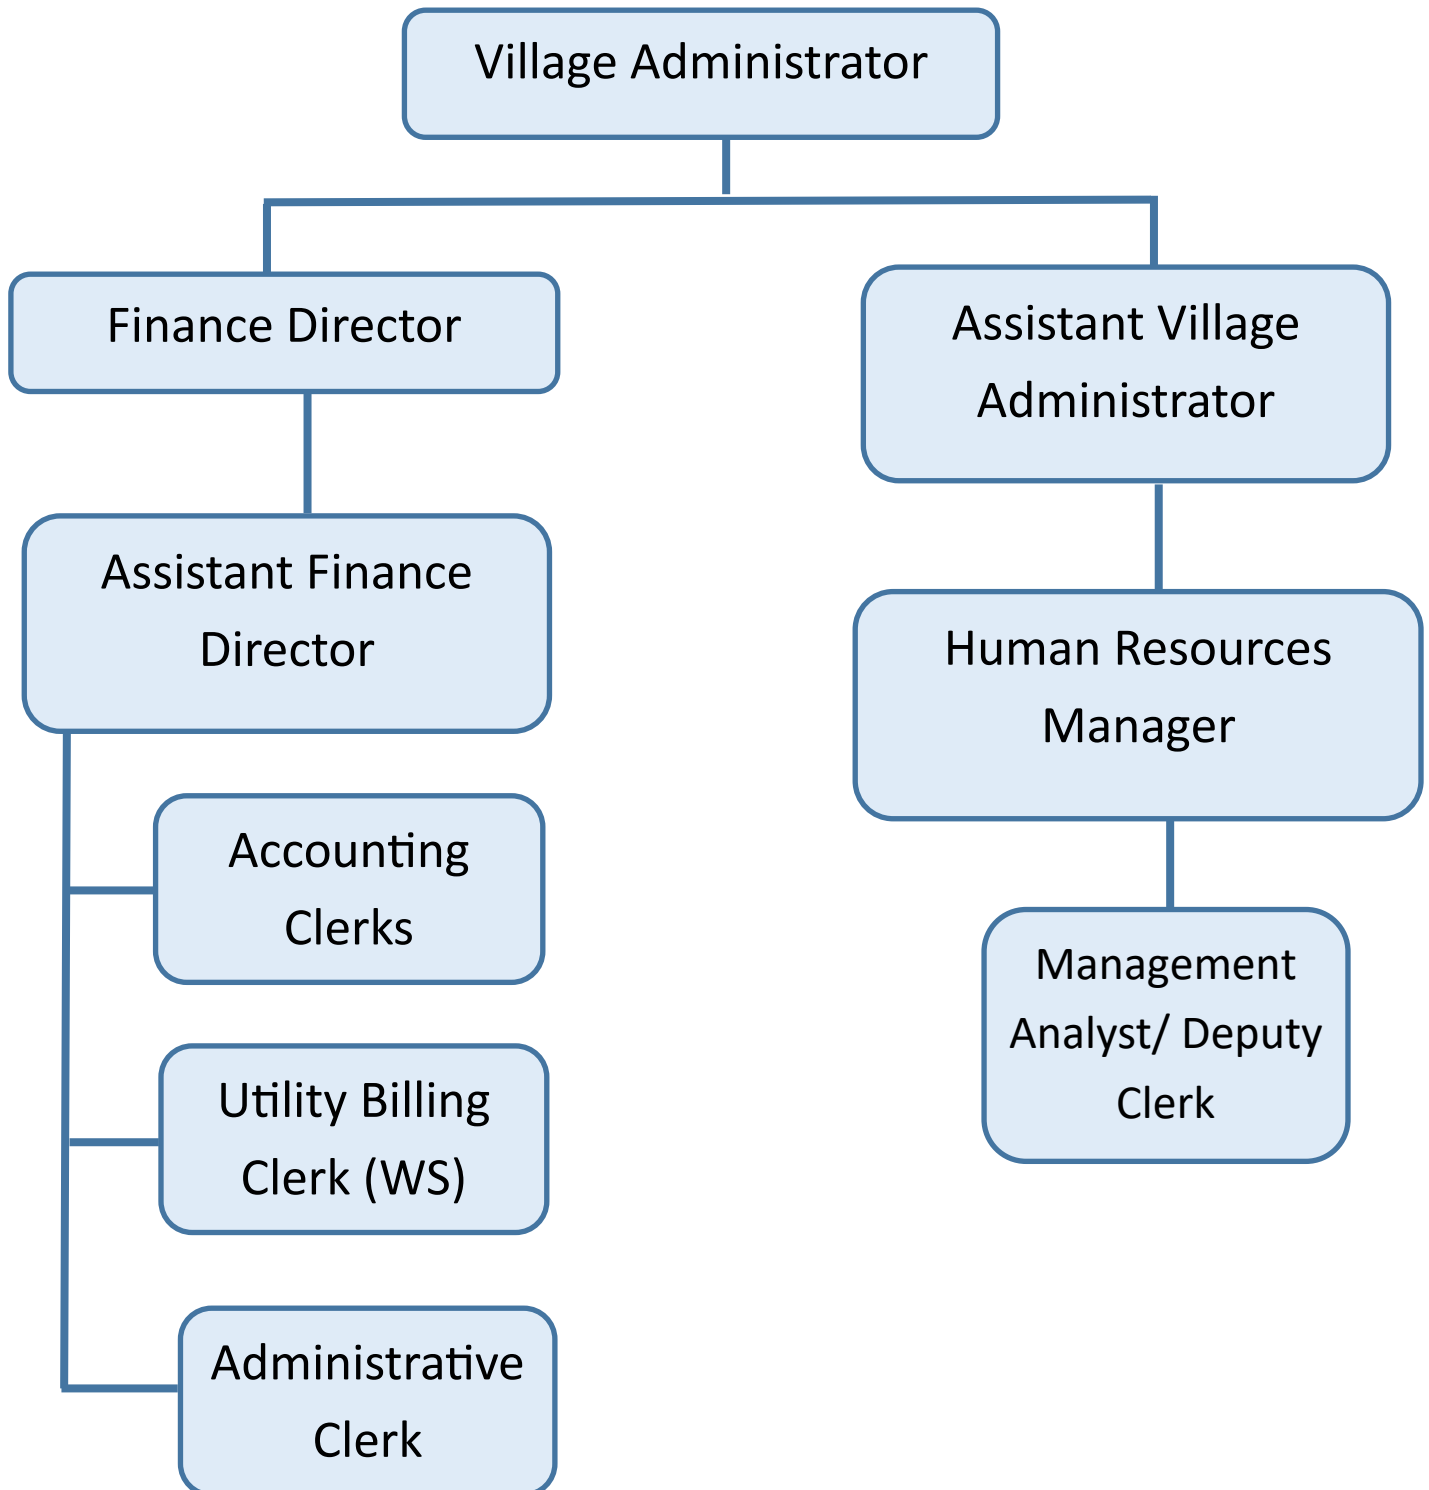 Village Administrator
Finance Director
Assistant Village
Administrator
Assistant Finance
Director
Human Resources
Manager
Accounting
Clerks
Management
Analyst/ Deputy
Clerk
Utility Billing
Clerk (WS)
Administrative
Clerk